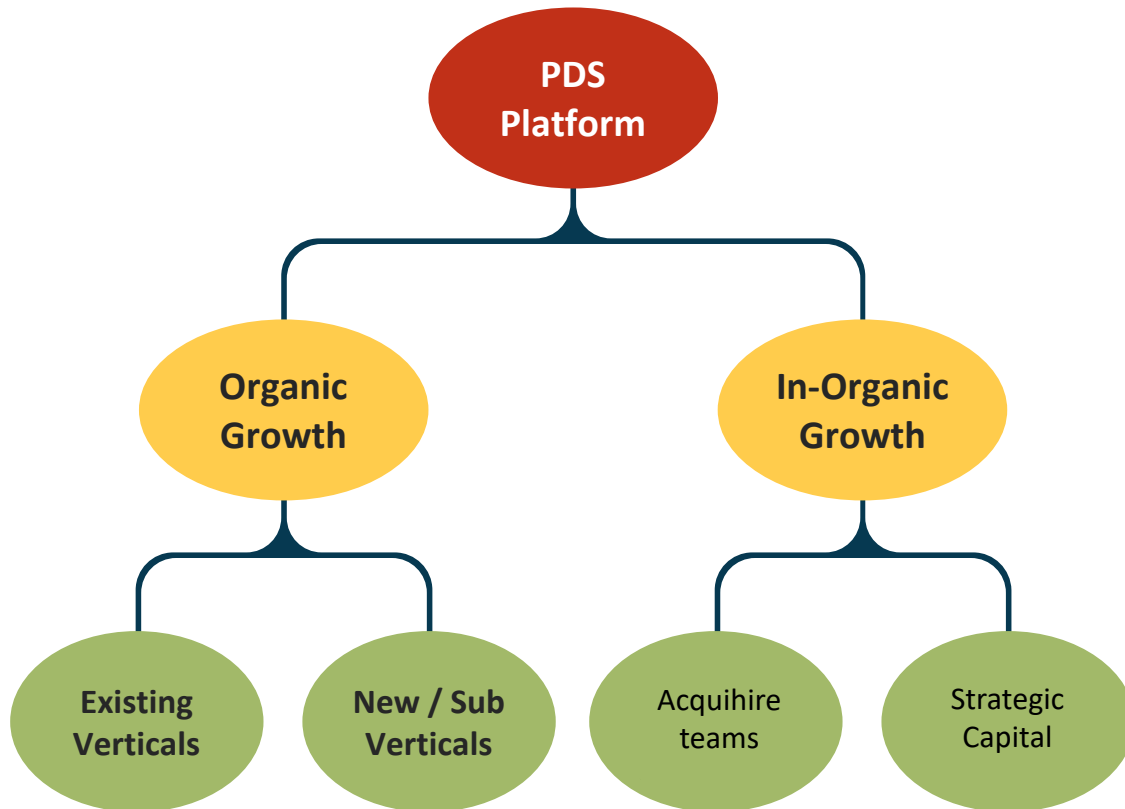 PDS
Platform
Organic
Growth
In-Organic
Growth
Existing
Verticals
New / Sub
Verticals
Acquihire
teams
Strategic
Capital